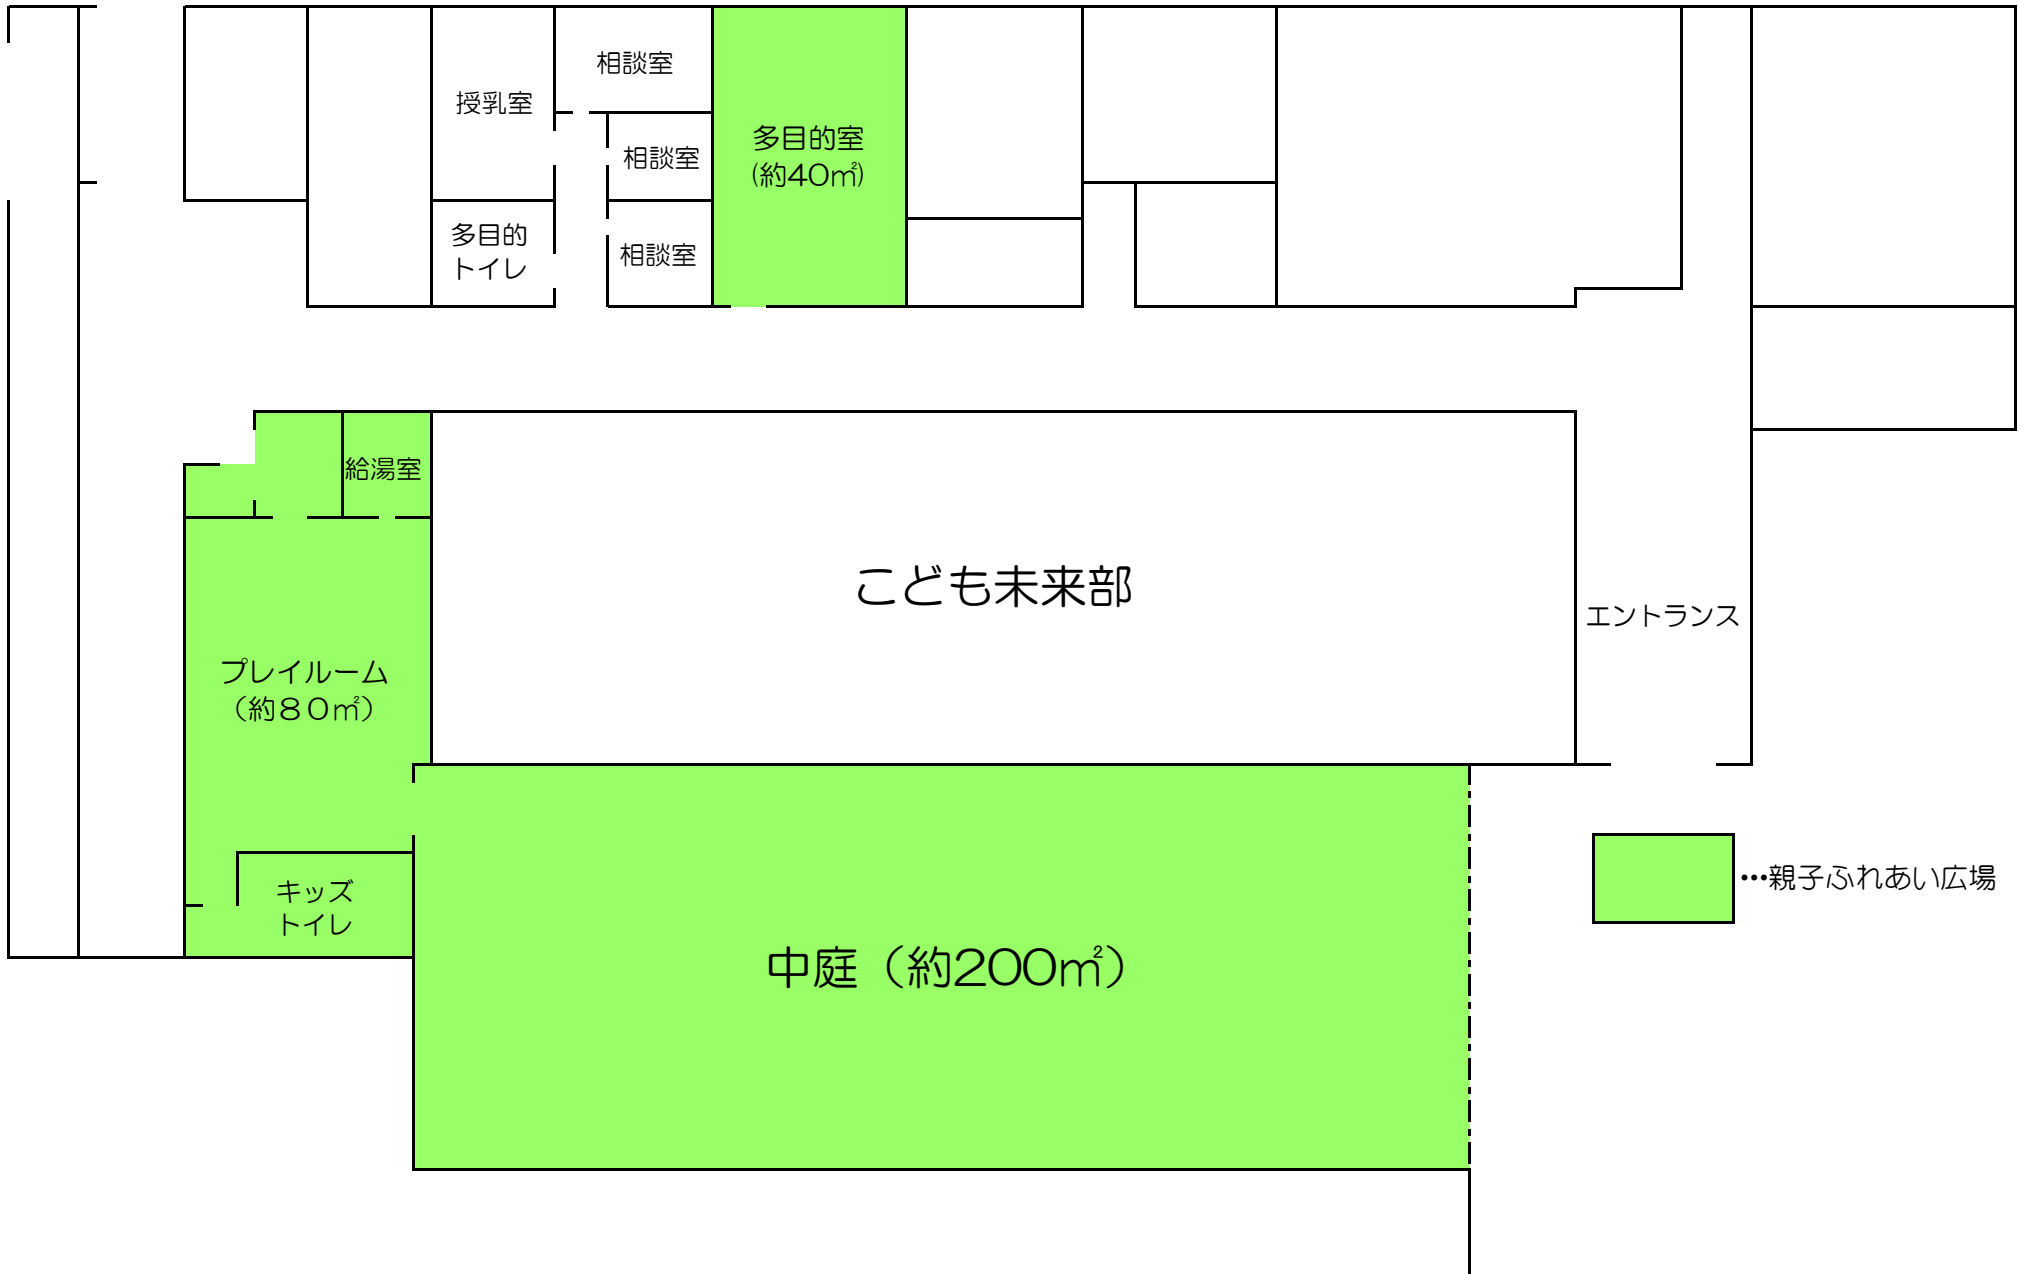 相談室
授乳室
多目的室
(約40㎡)
相談室
多目的
トイレ
相談室
給湯室
こども未来部
エントランス
プレイルーム
（約８０㎡）
…親子ふれあい広場
キッズ
トイレ
中庭（約200㎡）